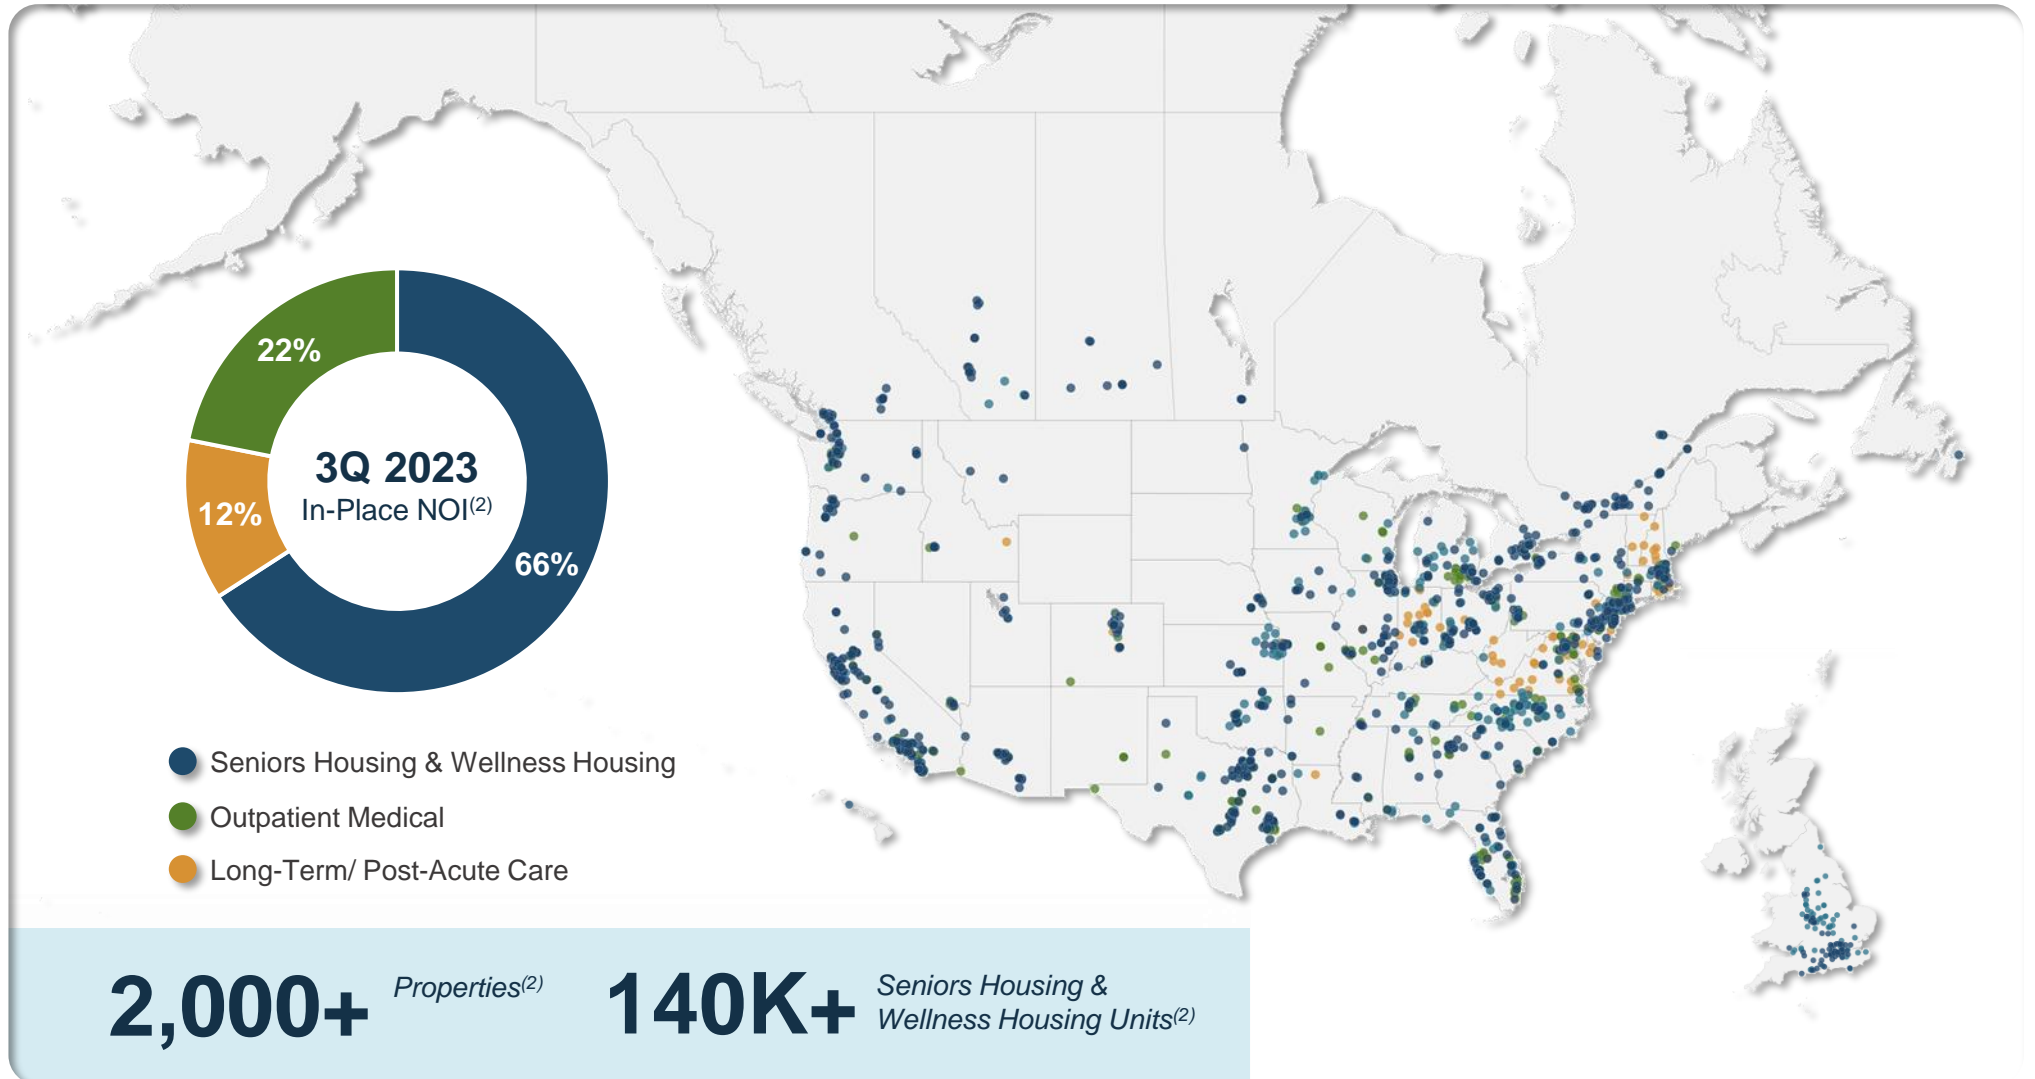 22%
12%
3Q 2023
In-Place NOI(2)
66%
Seniors Housing & Wellness Housing
Outpatient Medical
Long-Term/ Post-Acute Care
2,000+ Properties(2)
140K+ Seniors Housing &
Wellness Housing Units(2)